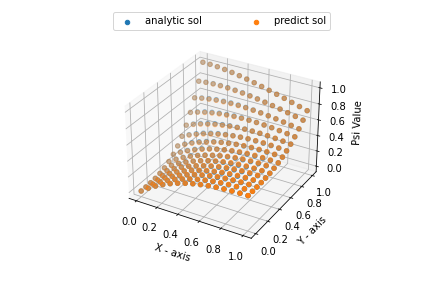 analytic sol predict sol
1.0
0.8
0.6
0.4
0.2
0.0
Psi Value
0.0 0.2 0.4 0.6 0.8 1.0
X - axis
0.0 0.2 0.4 0.6 0.8 1.0
Y - axis